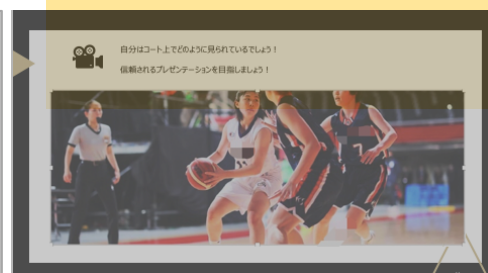 自分はコート上でどのように見られているでしょう！
信頼されるプレゼンテーションを目指しましょう！
11
7